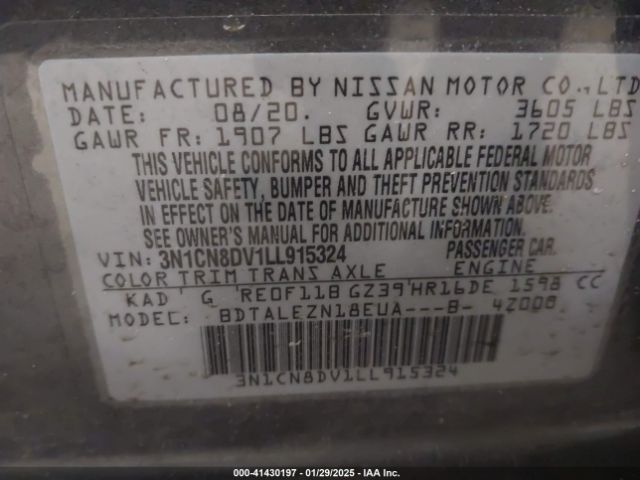 MANUFACTURED BY NISSAN MOTOR CO., LTD
DATE: 08/20. GVWR: 3605 LBS
GAWR FR: 1907 LBS GAWR RR: 1720 LBS
THIS VEHICLE CONFORMS TO ALL APPLICABLE FEDERAL MOTOR
VEHICLE SAFETY, BUMPER AND THEFT PREVENTION STANDARDS
IN EFFECT ON THE DATE OF MANUFACTURE SHOWN ABOVE.
SEE OWNER'S MANUAL FOR ADDITIONAL INFORMATION.
VIN: 3N1CN8DV1LL915324 PASSENGER CAR.
COLOR TRIM TRANS AXLE ENGINE
KAD G RE0F11B GZ39 HR16DE 1598 CC
MODEL: BDTALEZN18EUA---B- 4Z008
3N1CN8DV1LL915324
000-41430197 - 01/29/2025 - IAA Inc.